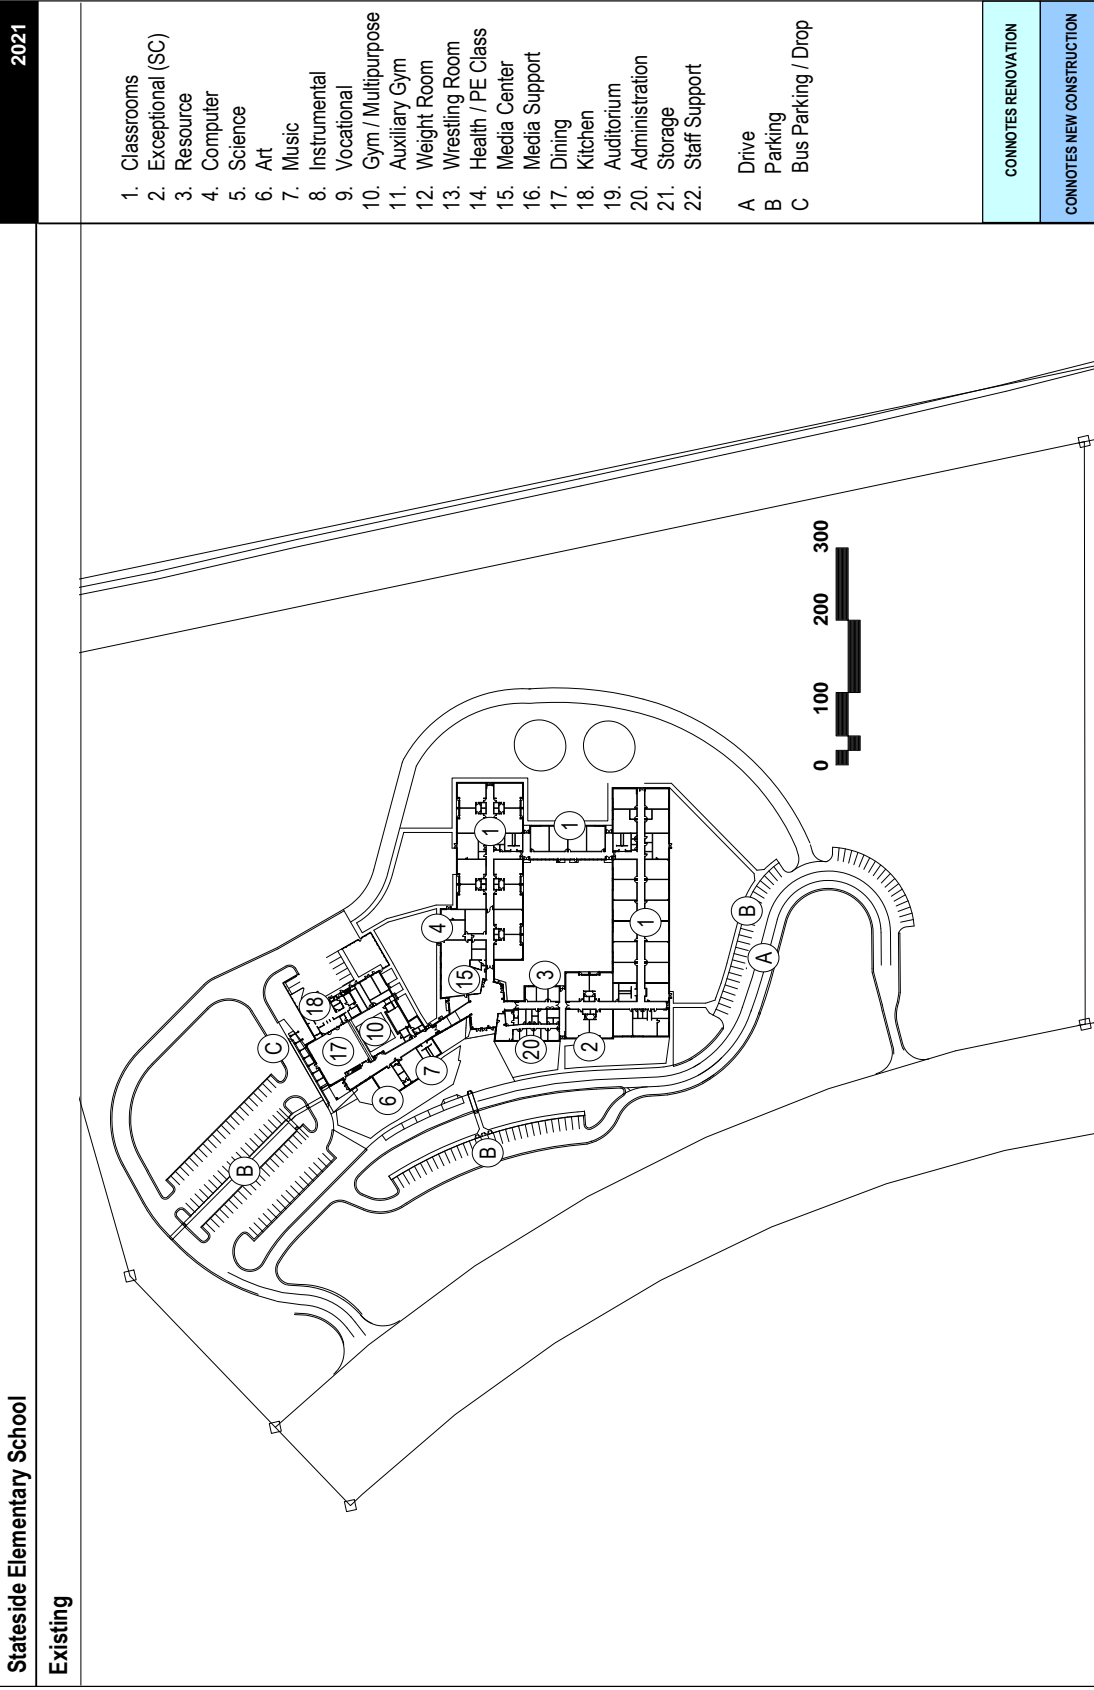 Stateside Elementary School
2021
Existing
1. Classrooms
2. Exceptional (SC)
3. Resource
4. Computer
5. Science
6. Art
7. Music
8. Instrumental
9. Vocational
10. Gym / Multipurpose
11. Auxiliary Gym
12. Weight Room
13. Wrestling Room
14. Health / PE Class
15. Media Center
16. Media Support
17. Dining
18. Kitchen
19. Auditorium
20. Administration
21. Storage
22. Staff Support
A Drive
B Parking
C Bus Parking / Drop
CONNOTES RENOVATION
CONNOTES NEW CONSTRUCTION
C
18
17
10
6
7
B
15
4
1
1
3
20
2
1
B
B
A
0 100 200 300